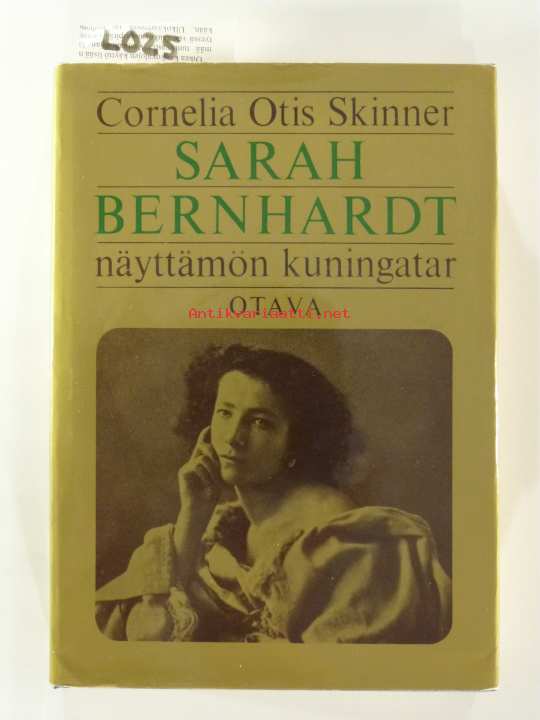 L025
Cornelia Otis Skinner
SARAH
BERNHARDT
näyttämön kuningatar
OTAVA
Antikvariaatti.net